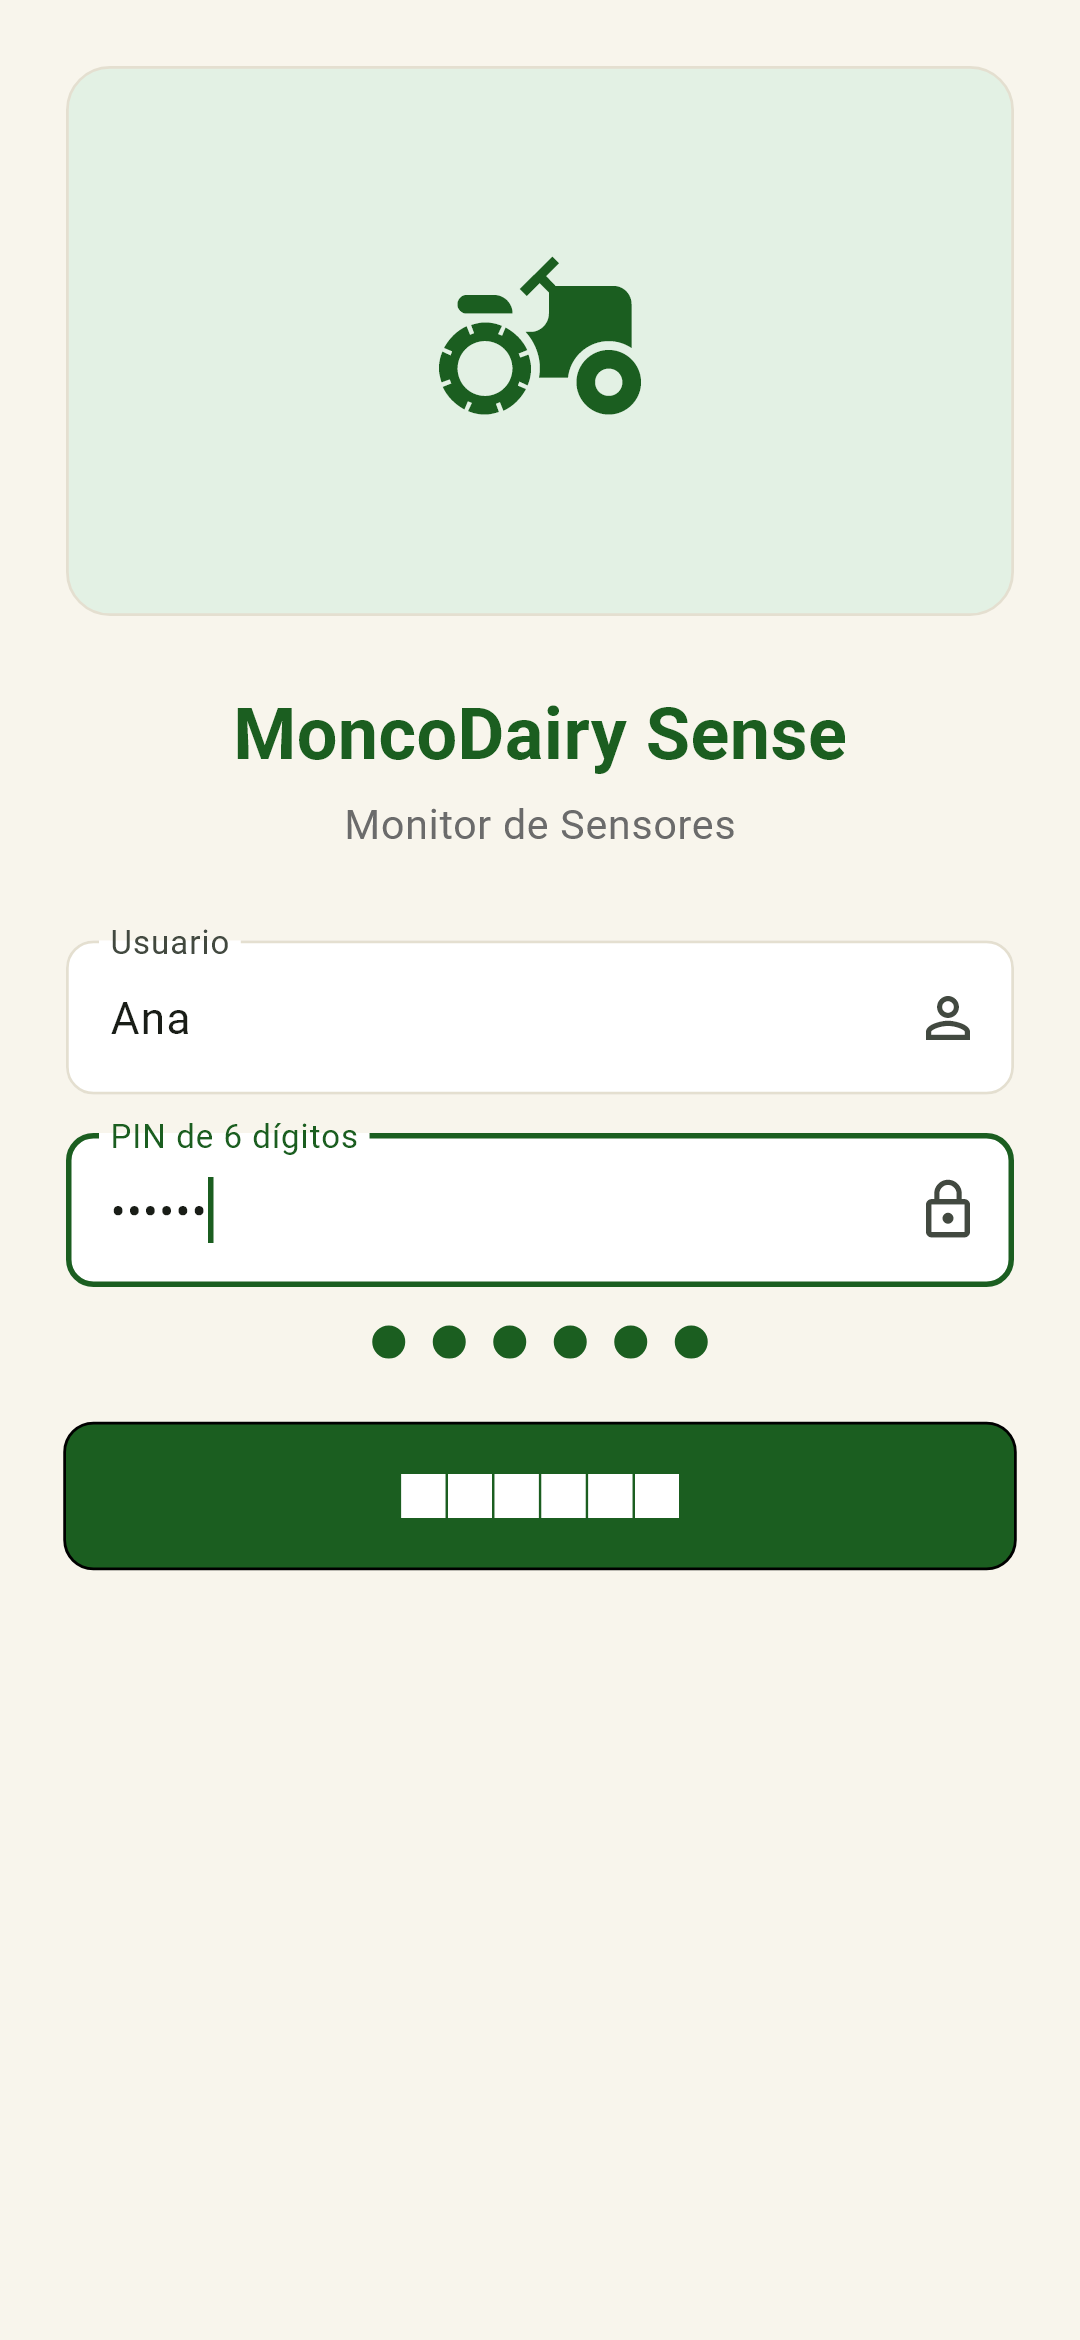 MoncoDairy Sense
Monitor de Sensores
Usuario
Ana
PIN de 6 dígitos
••••••